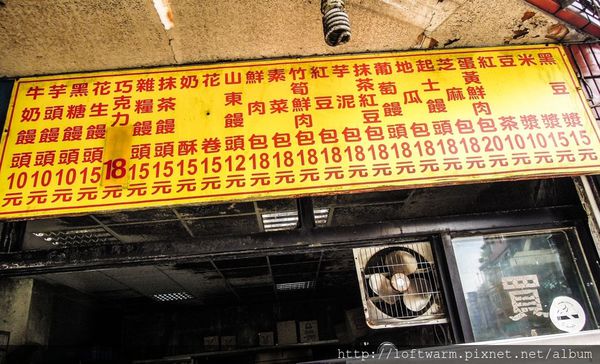 牛奶饅頭10元
芋頭饅頭10元
黑糖饅頭10元
花生饅頭15元
巧克力18元
雜糧饅頭15元
抹茶饅頭15元
奶酥15元
花卷15元
山東饅頭12元
鮮肉包18元
素菜包18元
竹筍鮮肉包18元
紅豆包18元
芋泥包18元
抹茶紅豆包18元
葡萄饅頭18元
地瓜饅頭18元
起士饅頭18元
芝麻包18元
蛋黃鮮肉包20元
紅茶10元
豆漿10元
米漿15元
黑豆漿15元
http://loftwarm.pixnet.net/album